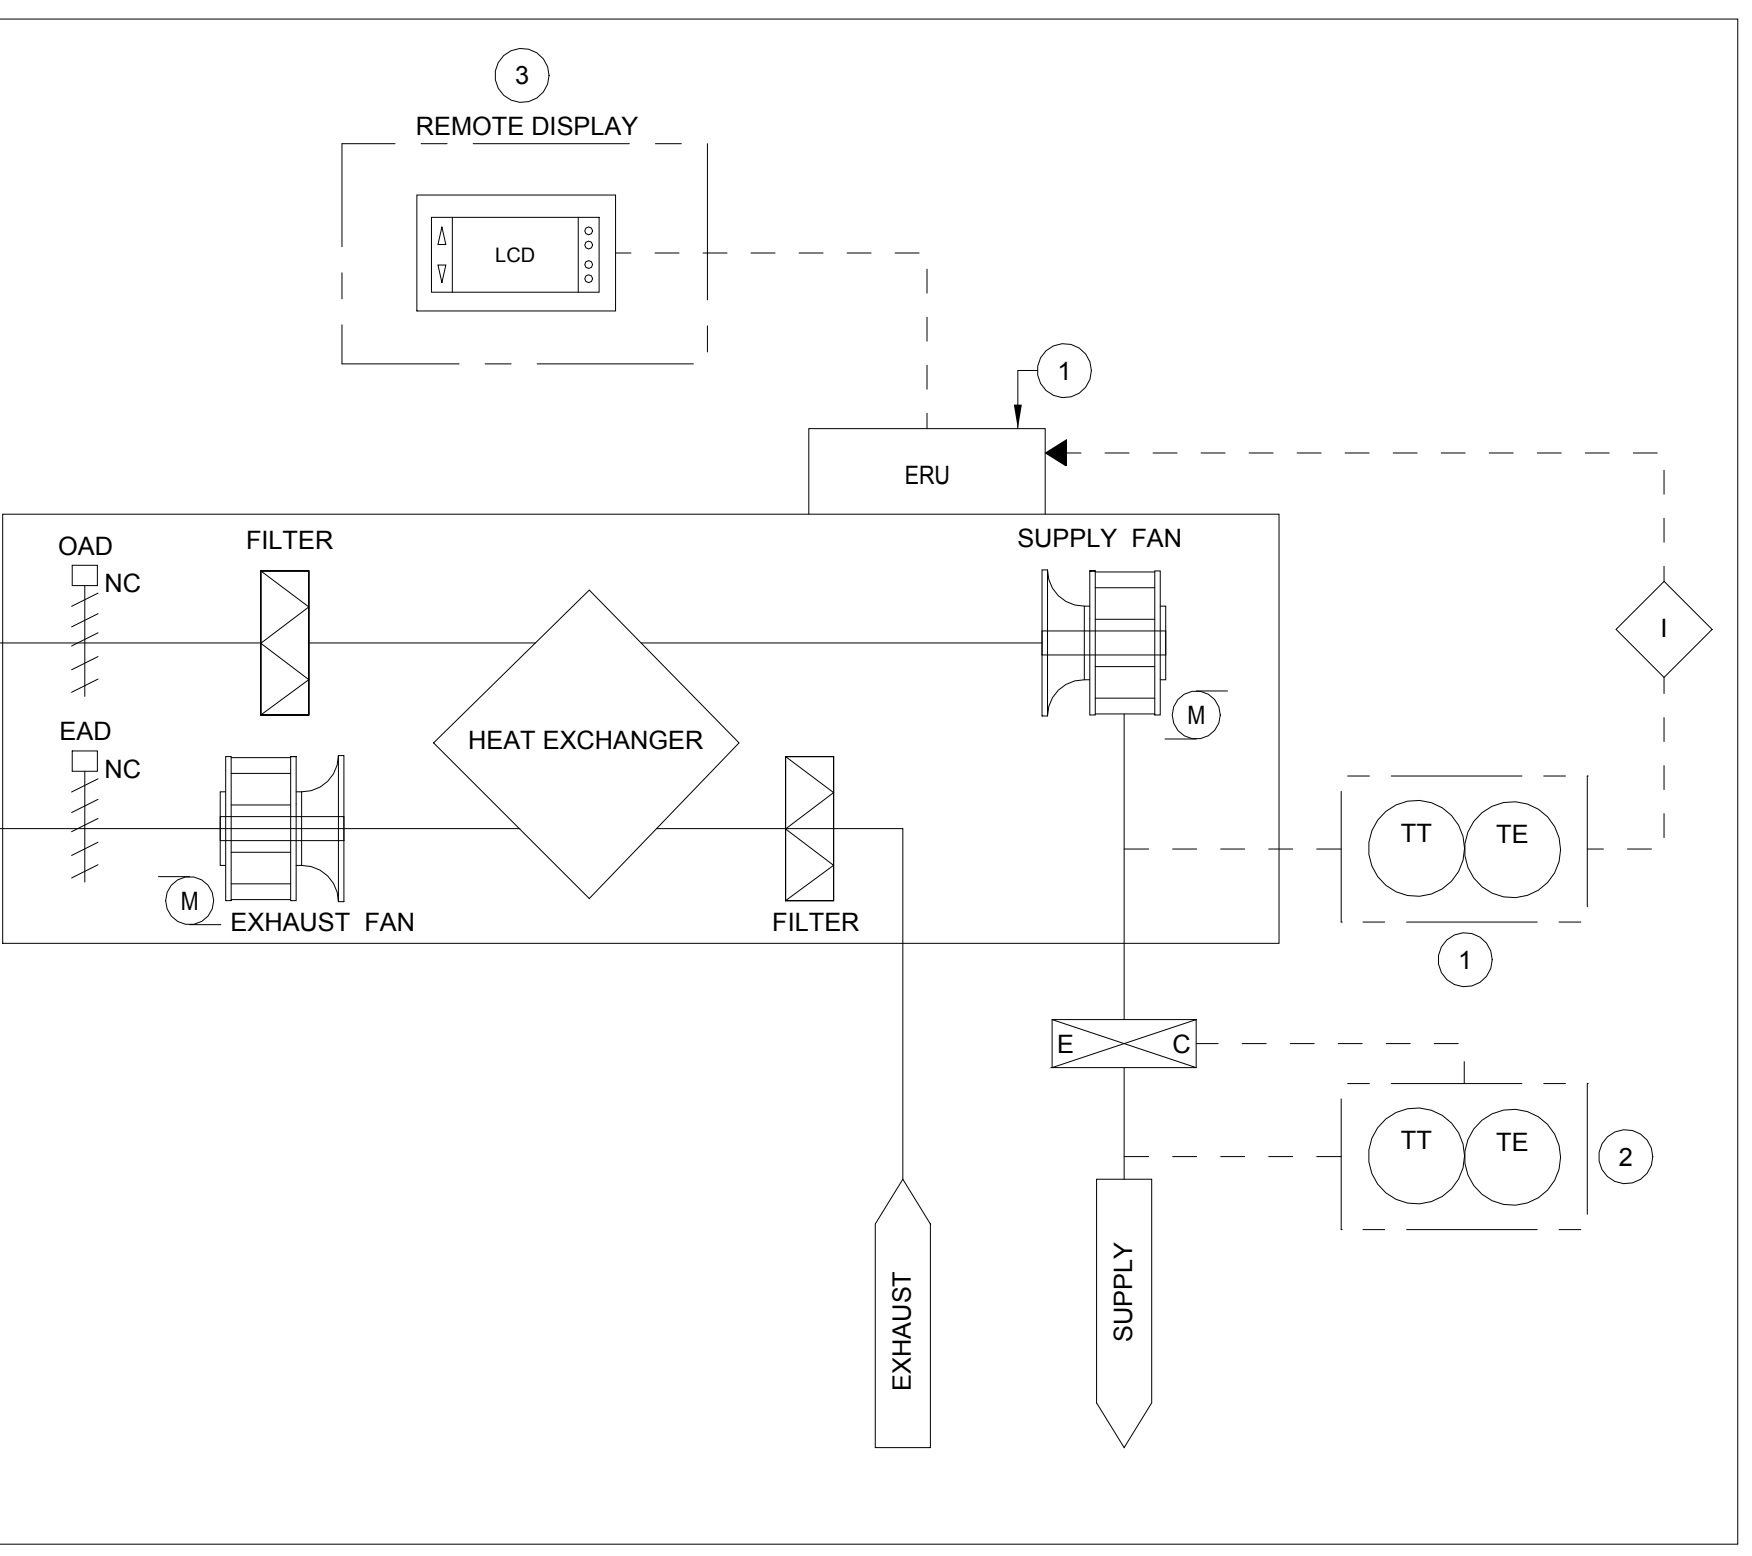 3
REMOTE DISPLAY
LCD
1
ERU
OAD
NC
FILTER
SUPPLY FAN
I
M
EAD
NC
HEAT EXCHANGER
TT TE
M
EXHAUST FAN
FILTER
1
E C
TT TE
2
EXHAUST
SUPPLY